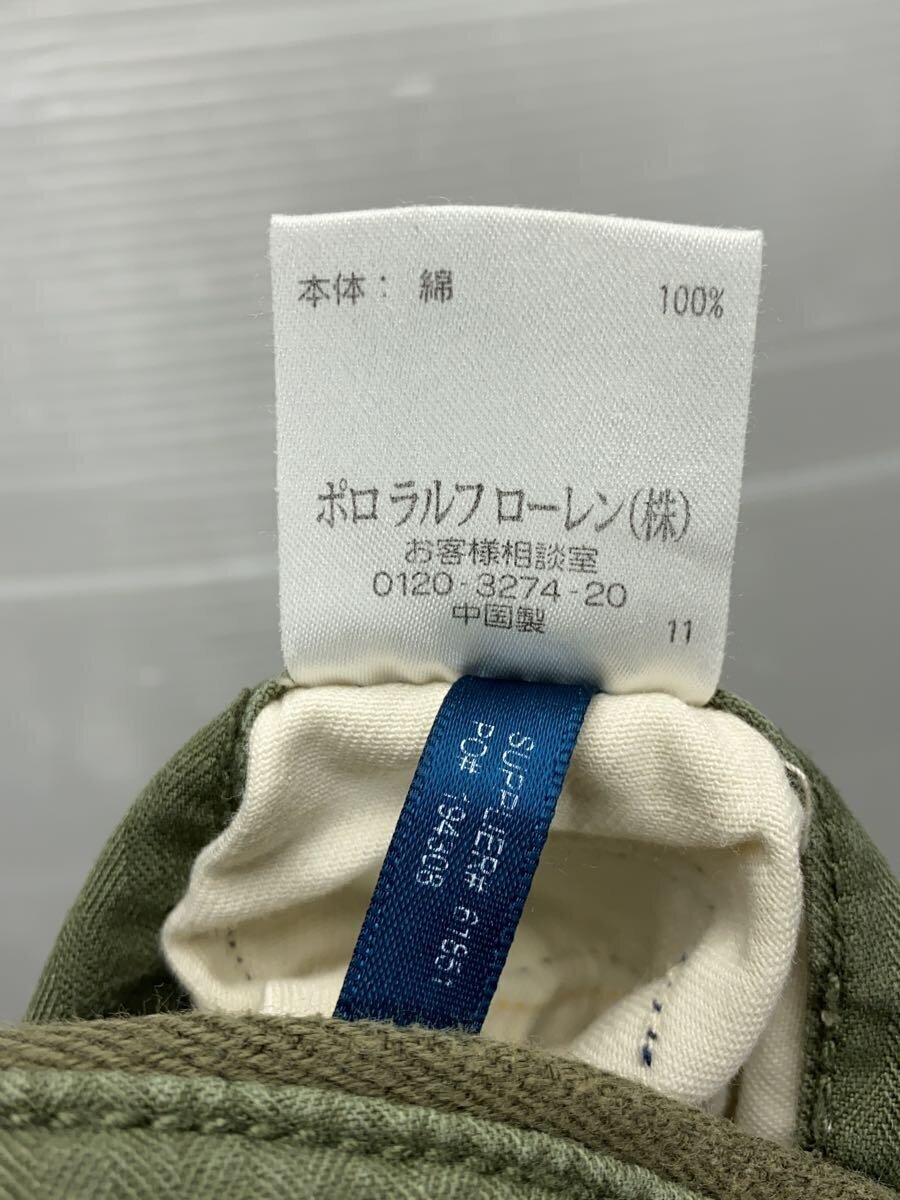 本体： 綿 100%
ポロ ラルフ ローレン(株)
お客様相談室
0120-3274-20
中国製 11
SUPPLIER# 61851
PO# 194308